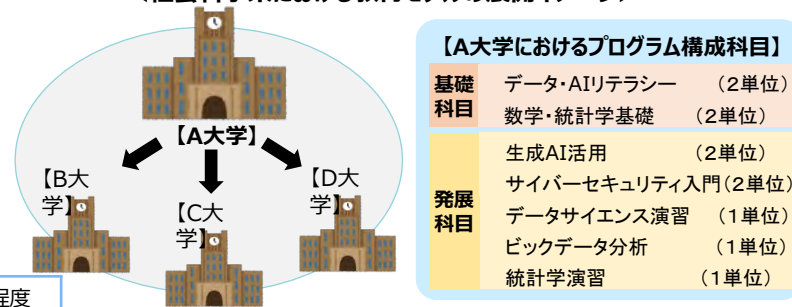 【A大学におけるプログラム構成科目】
【A大学】
【B大
学】
【C大
学】
【D大
学】
程度
基礎
科目
データ・AIリテラシー （2単位）
数学・統計学基礎 （2単位）
発展
科目
生成AI活用 （2単位）
サイバーセキュリティ入門（2単位）
データサイエンス演習 （1単位）
ビックデータ分析 （1単位）
統計学演習 （1単位）